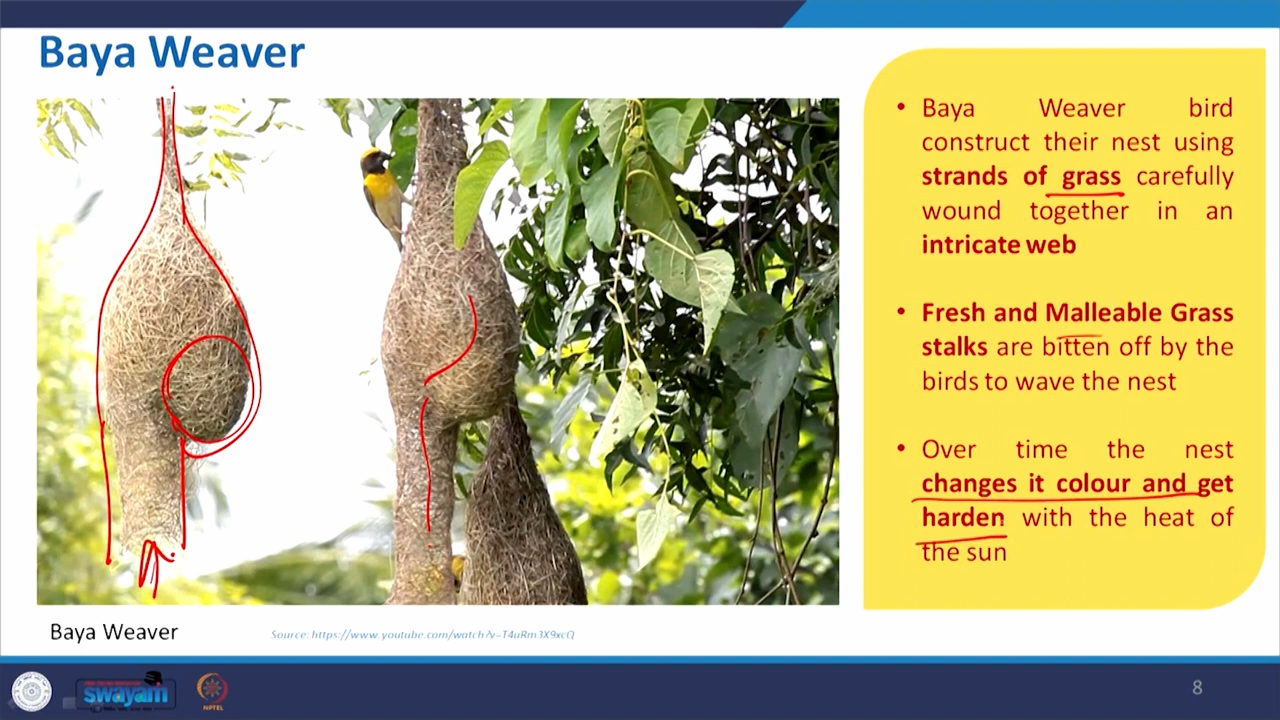 Baya Weaver
• Baya Weaver bird
construct their nest using
strands of grass carefully
wound together in an
intricate web
• Fresh and Malleable Grass
stalks are bitten off by the
birds to wave the nest
• Over time the nest
changes it colour and get
harden with the heat of
the sun
Baya Weaver
Source: https://www.youtube.com/watch?v=T4uRm3X9xcQ
swayam
NPTEL
8